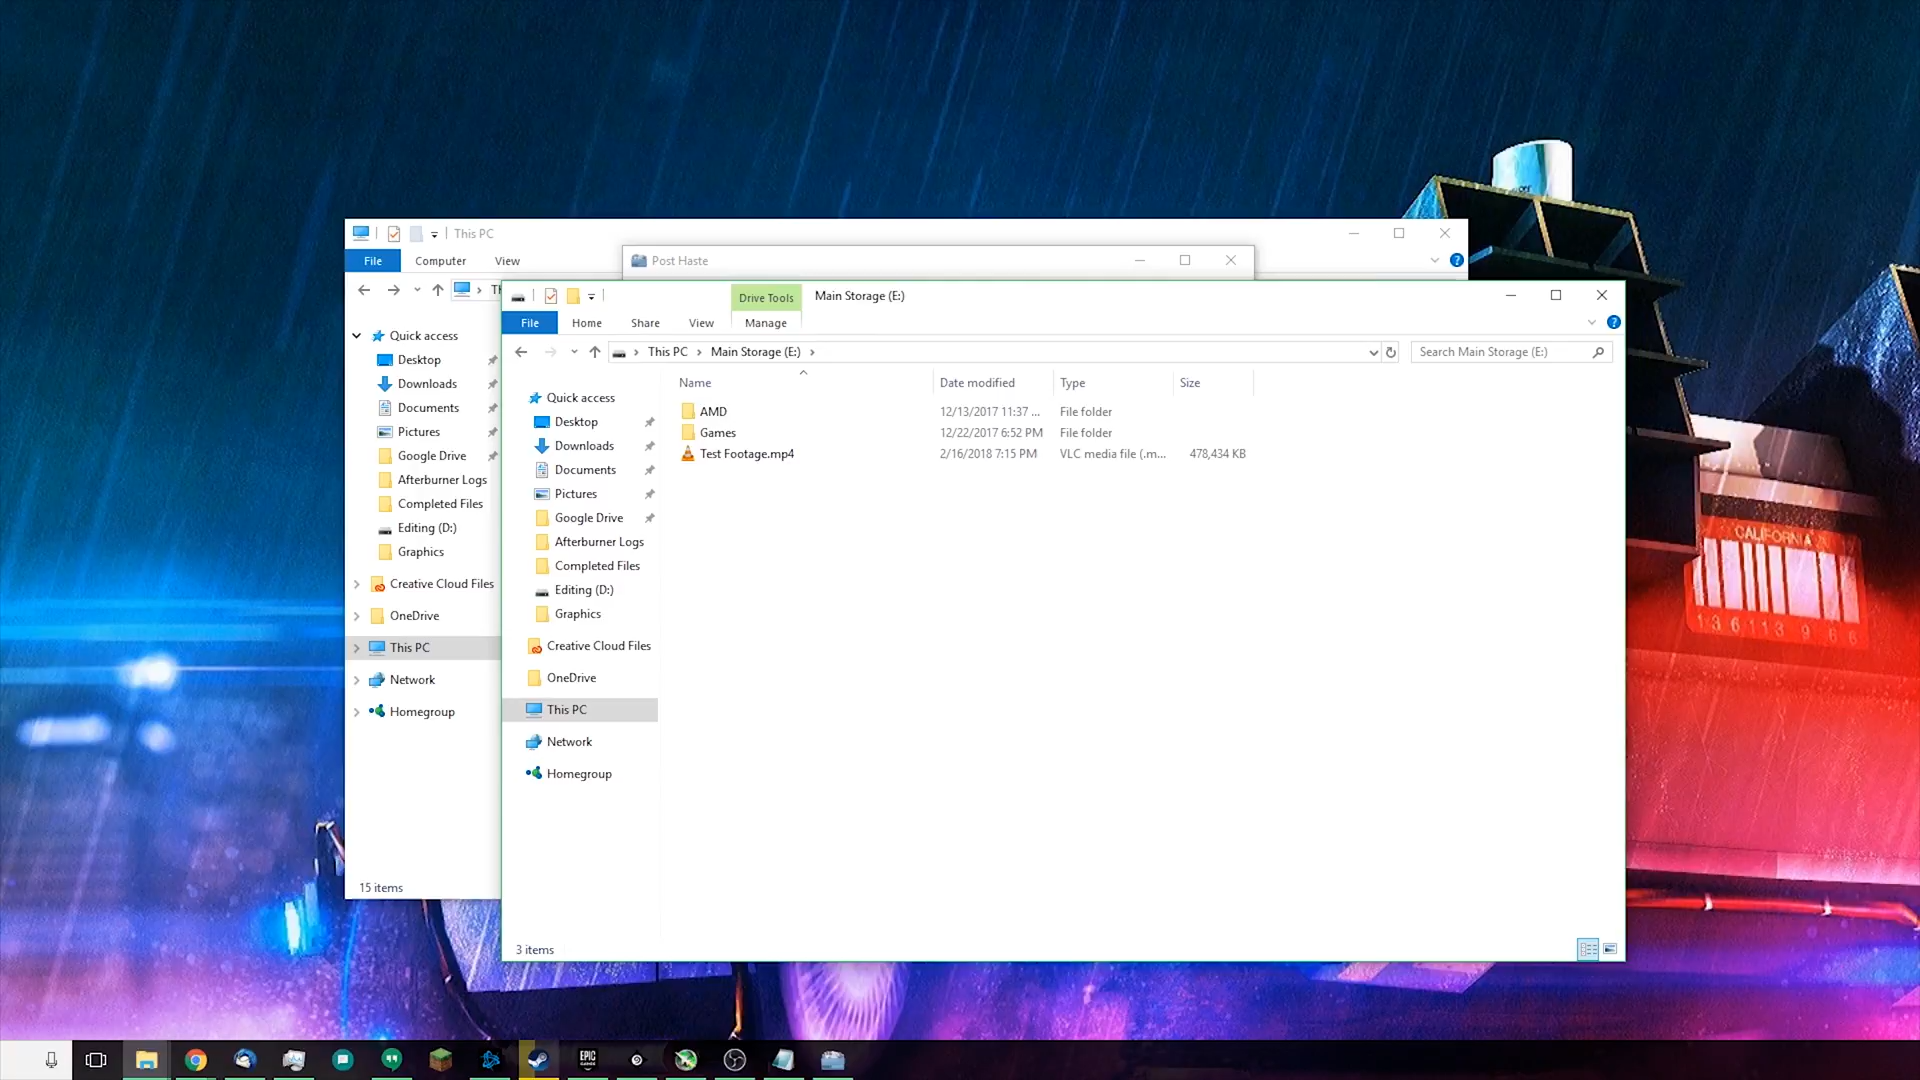 This PC
File
Computer
View
Post Haste
Quick access
Desktop
Downloads
Documents
Pictures
Google Drive
Afterburner Logs
Completed Files
Editing (D:)
Graphics
Creative Cloud Files
OneDrive
This PC
Network
Homegroup
15 items
Drive Tools
Main Storage (E:)
File
Home
Share
View
Manage
This PC
Main Storage (E:)
Search Main Storage (E:)
Quick access
Desktop
Downloads
Documents
Pictures
Google Drive
Afterburner Logs
Completed Files
Editing (D:)
Graphics
Creative Cloud Files
OneDrive
This PC
Network
Homegroup
Name Date modified Type Size
AMD 12/13/2017 11:37 ... File folder
Games 12/22/2017 6:52 PM File folder
Test Footage.mp4 2/16/2018 7:15 PM VLC media file (.m... 478,434 KB
3 items
CALIFORNIA
EPIC
GAMES